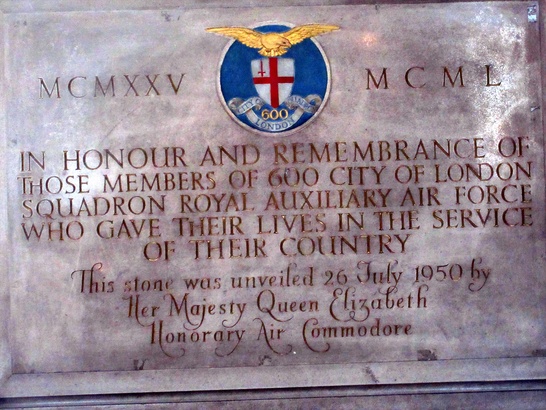 MCMXXV
MCML
CITY
600
LONDON
IN HONOUR AND REMEMBRANCE OF
THOSE MEMBERS OF 600 CITY OF LONDON
SQUADRON ROYAL AUXILIARY AIR FORCE
WHO GAVE THEIR LIVES IN THE SERVICE
OF THEIR COUNTRY
This stone was unveiled 26 July 1950 by
Her Majesty Queen Elizabeth
Honorary Air Commodore